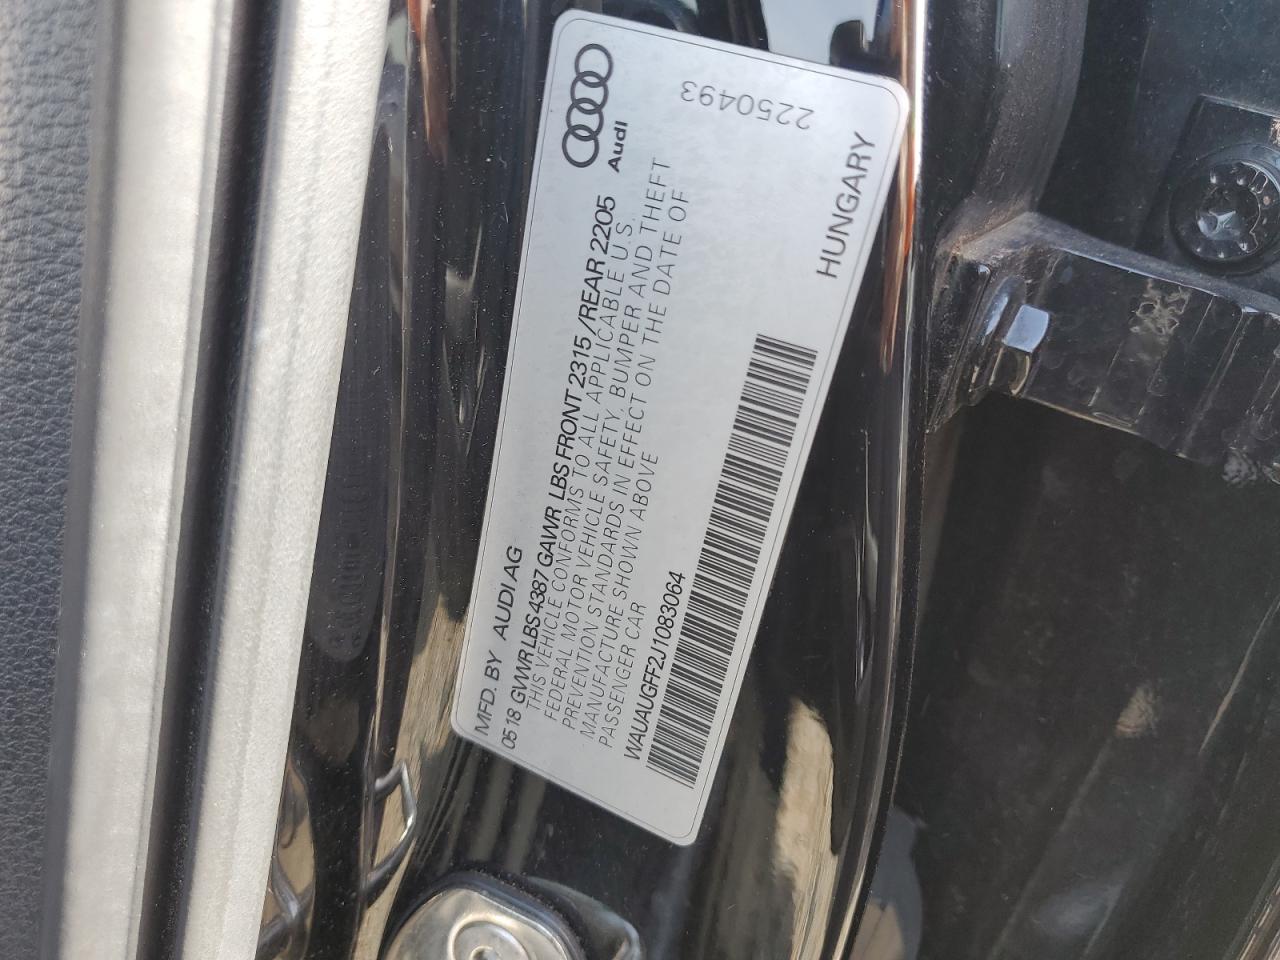 Audi
MFD. BY AUDI AG
0518 GVWR LBS 4387 GAWR LBS FRONT 2315 /REAR 2205
THIS VEHICLE CONFORMS TO ALL APPLICABLE U.S.
FEDERAL MOTOR VEHICLE SAFETY, BUMPER AND THEFT
PREVENTION STANDARDS IN EFFECT ON THE DATE OF
MANUFACTURE SHOWN ABOVE
PASSENGER CAR
WAUAUGFF2J1083064
HUNGARY
2250493